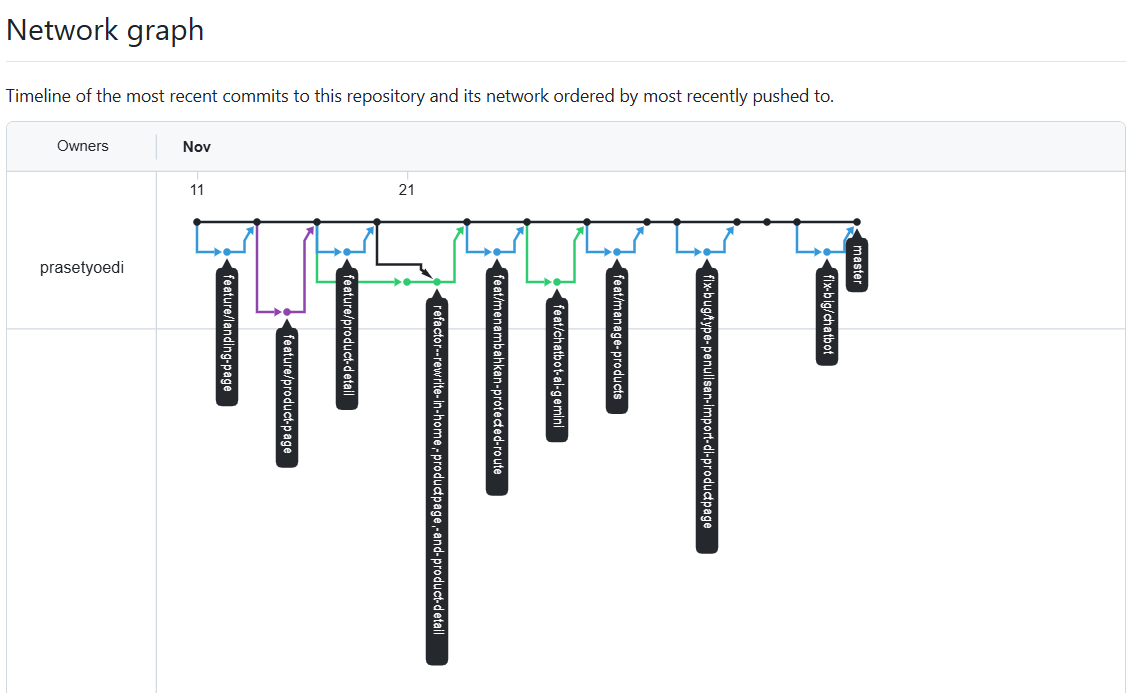 Network graph
Timeline of the most recent commits to this repository and its network ordered by most recently pushed to.
Owners
Nov
11
21
prasetyoedi
feature/landing-page
feature/product-page
feature/product-detail
refactor--rewrite-in-home,-productpage,-and-product-detail
feat/menambahkan-protected-route
feat/chatbot-ai-gemini
feat/manage-products
fix-bug/type-penulisan-import-di-productpage
fix-big/chatbot
master